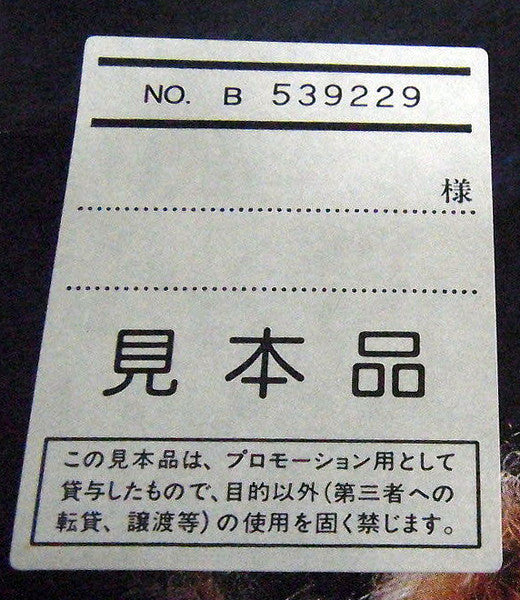 NO. B 539229
様
見本品
この見本品は、プロモーション用として
貸与したもので、目的以外(第三者への
転貸、譲渡等)の使用を固く禁じます。